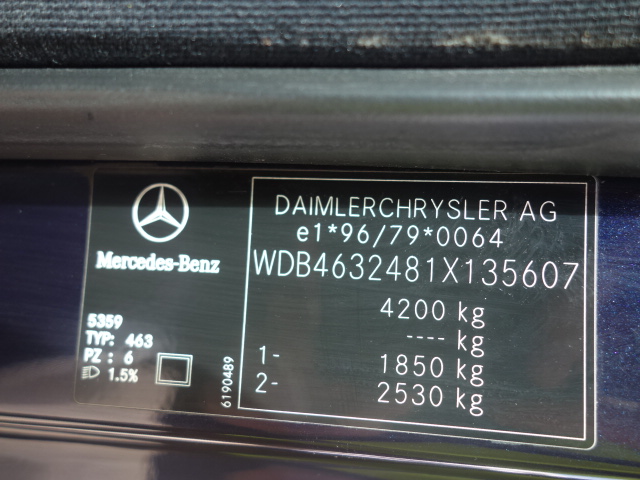 Mercedes-Benz
5359
TYP: 463
PZ : 6
1.5%
6190489
DAIMLERCHRYSLER AG
e1*96/79*0064
WDB4632481X135607
4200 kg
---- kg
1- 1850 kg
2- 2530 kg